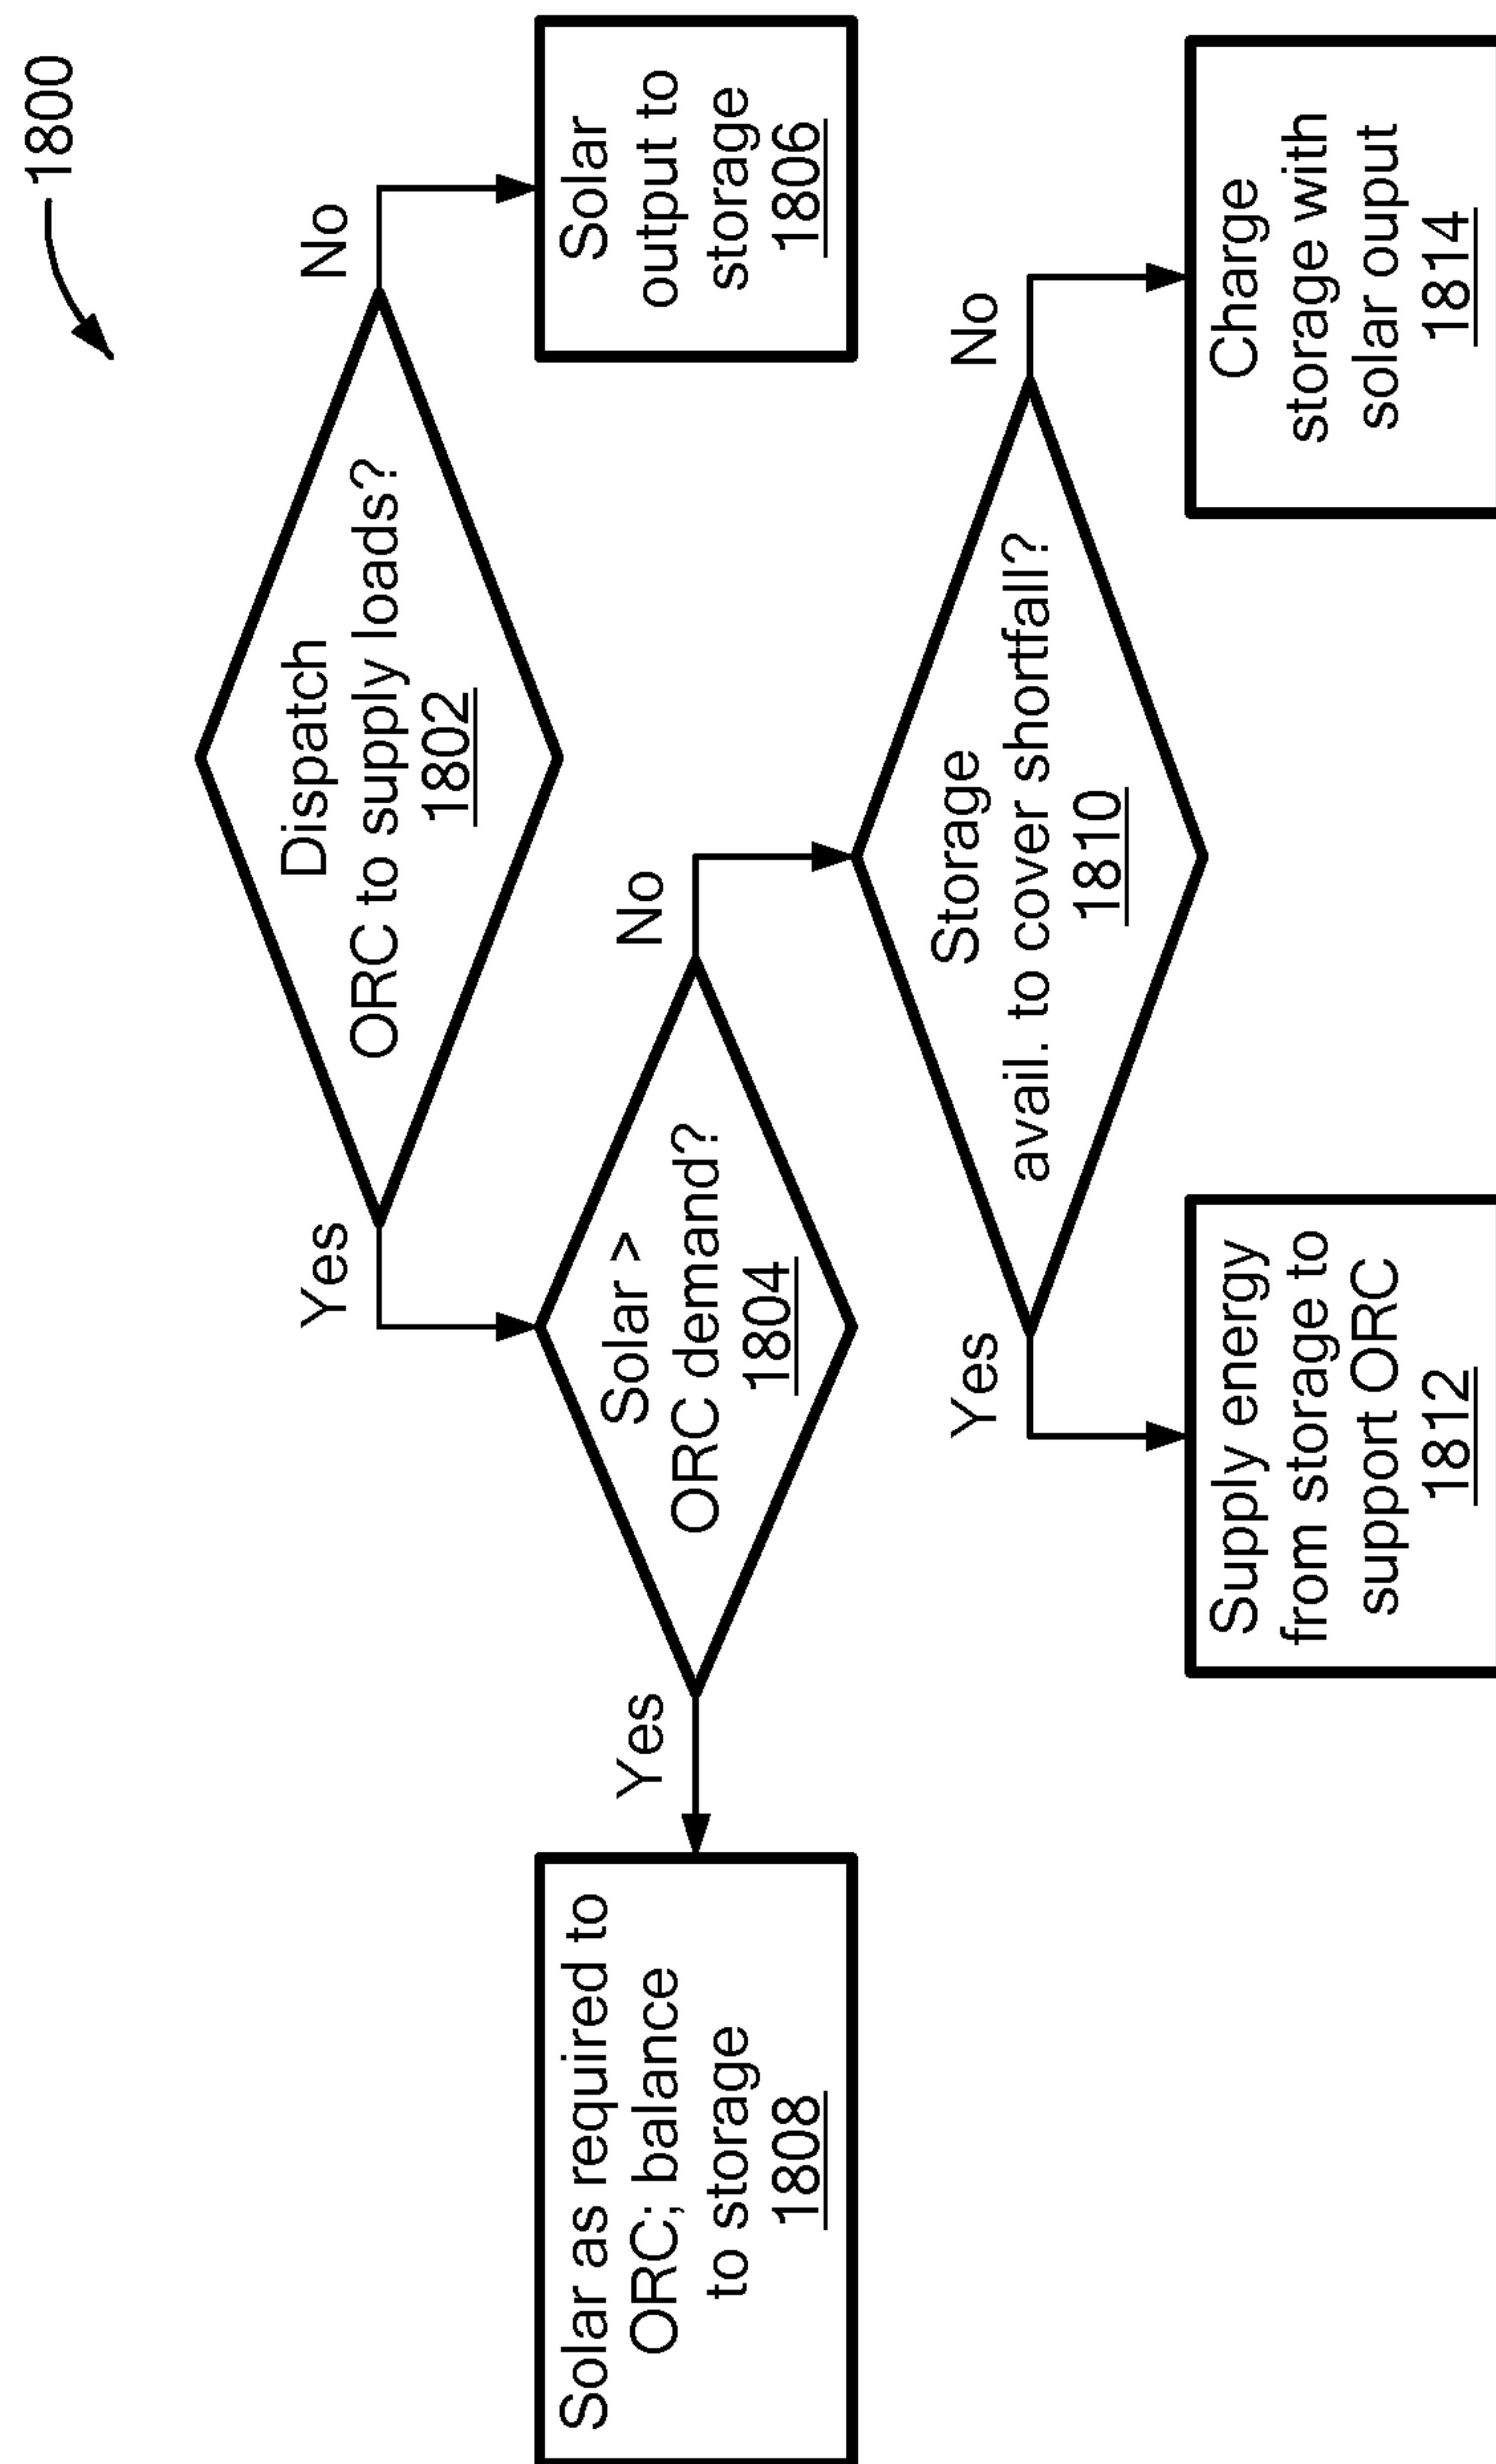 1800
Dispatch
ORC to supply loads?
1802
Yes
No
Solar >
ORC demand?
1804
Solar
output to
storage
1806
Yes
No
Solar as required to
ORC; balance
to storage
1808
Storage
avail. to cover shortfall?
1810
Yes
No
Supply energy
from storage to
support ORC
1812
Charge
storage with
solar ouput
1814